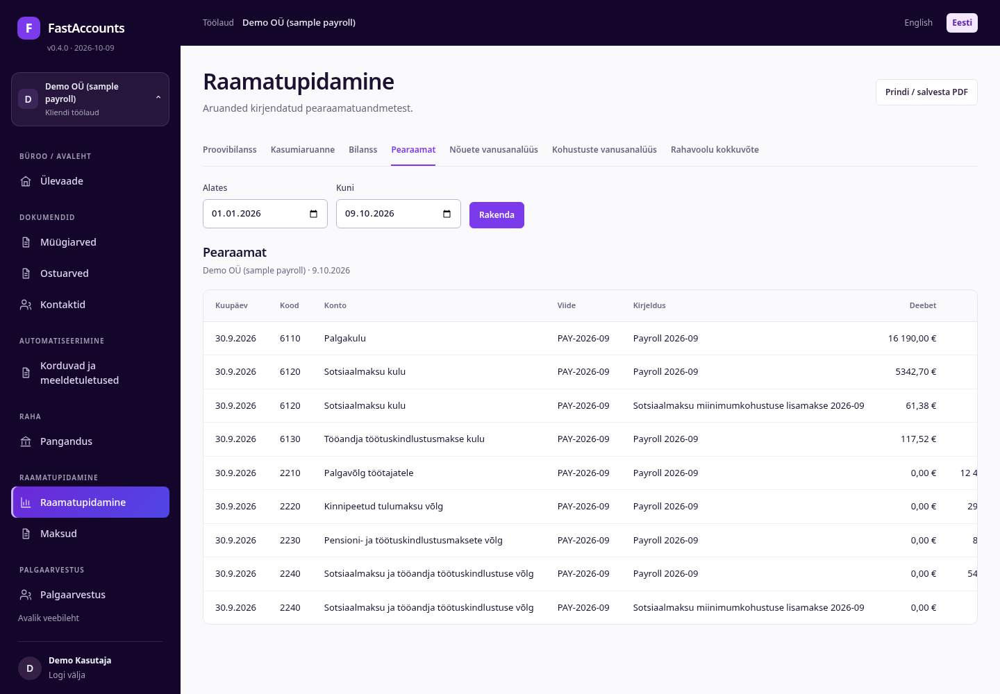 F FastAccounts
v0.4.0 · 2026-10-09
D Demo OÜ (sample payroll)
Kliendi töölaud
BÜROO / AVALEHT
Ülevaade
DOKUMENDID
Müügiarved
Ostuarved
Kontaktid
AUTOMATISEERIMINE
Korduvad ja
meeldetuletused
RAHA
Pangandus
RAAMATUPIDAMINE
Raamatupidamine
Maksud
PALGAARVESTUS
Palgaarvestus
Avalik veebileht
D Demo Kasutaja
Logi välja
Töölaud Demo OÜ (sample payroll) English Eesti
Raamatupidamine
Aruanded kirjendatud pearaamatuandmetest.
Prindi / salvesta PDF
Proovibilanss Kasumiaruanne Bilanss Pearaamat Nõuete vanusanalüüs Kohustuste vanusanalüüs Rahavoolu kokkuvõte
Alates Kuni
01.01.2026 09.10.2026 Rakenda
Pearaamat
Demo OÜ (sample payroll) · 9.10.2026
Kuupäev Kood Konto Viide Kirjeldus Deebet
30.9.2026 6110 Palgakulu PAY-2026-09 Payroll 2026-09 16 190,00 €
30.9.2026 6120 Sotsiaalmaksu kulu PAY-2026-09 Payroll 2026-09 5342,70 €
30.9.2026 6120 Sotsiaalmaksu kulu PAY-2026-09 Sotsiaalmaksu miinimumkohustuse lisamakse 2026-09 61,38 €
30.9.2026 6130 Tööandja töötuskindlustusmakse kulu PAY-2026-09 Payroll 2026-09 117,52 €
30.9.2026 2210 Palgavõlg töötajatele PAY-2026-09 Payroll 2026-09 0,00 € 12 4
30.9.2026 2220 Kinnipeetud tulumaksu võlg PAY-2026-09 Payroll 2026-09 0,00 € 29
30.9.2026 2230 Pensioni- ja töötuskindlustusmaksete võlg PAY-2026-09 Payroll 2026-09 0,00 € 8
30.9.2026 2240 Sotsiaalmaksu ja tööandja töötuskindlustuse võlg PAY-2026-09 Payroll 2026-09 0,00 € 54
30.9.2026 2240 Sotsiaalmaksu ja tööandja töötuskindlustuse võlg PAY-2026-09 Sotsiaalmaksu miinimumkohustuse lisamakse 2026-09 0,00 €